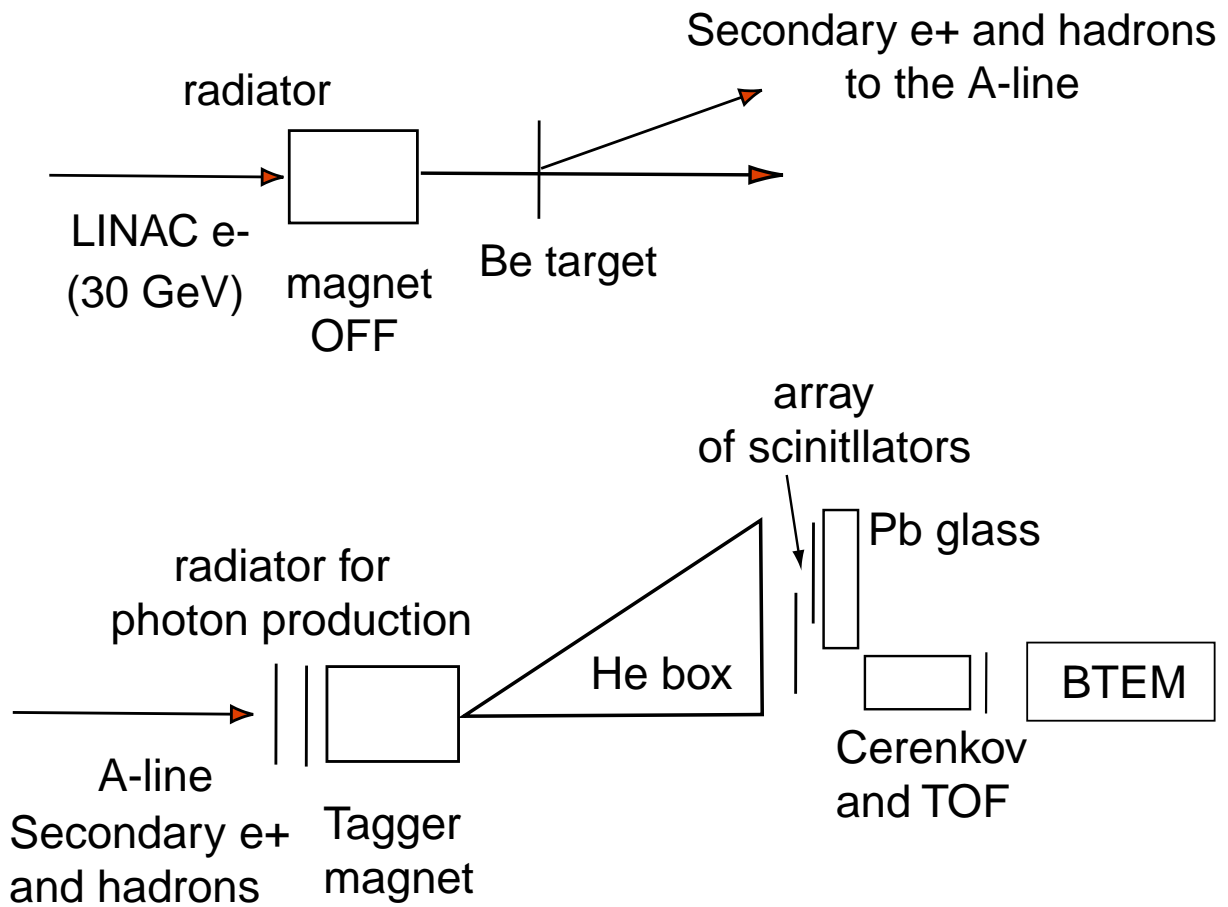 Secondary e+ and hadrons
to the A-line
radiator
LINAC e-
(30 GeV)
magnet
OFF
Be target
array
of scinitllators
Pb glass
radiator for
photon production
He box
BTEM
Cerenkov
and TOF
A-line
Secondary e+
and hadrons
Tagger
magnet